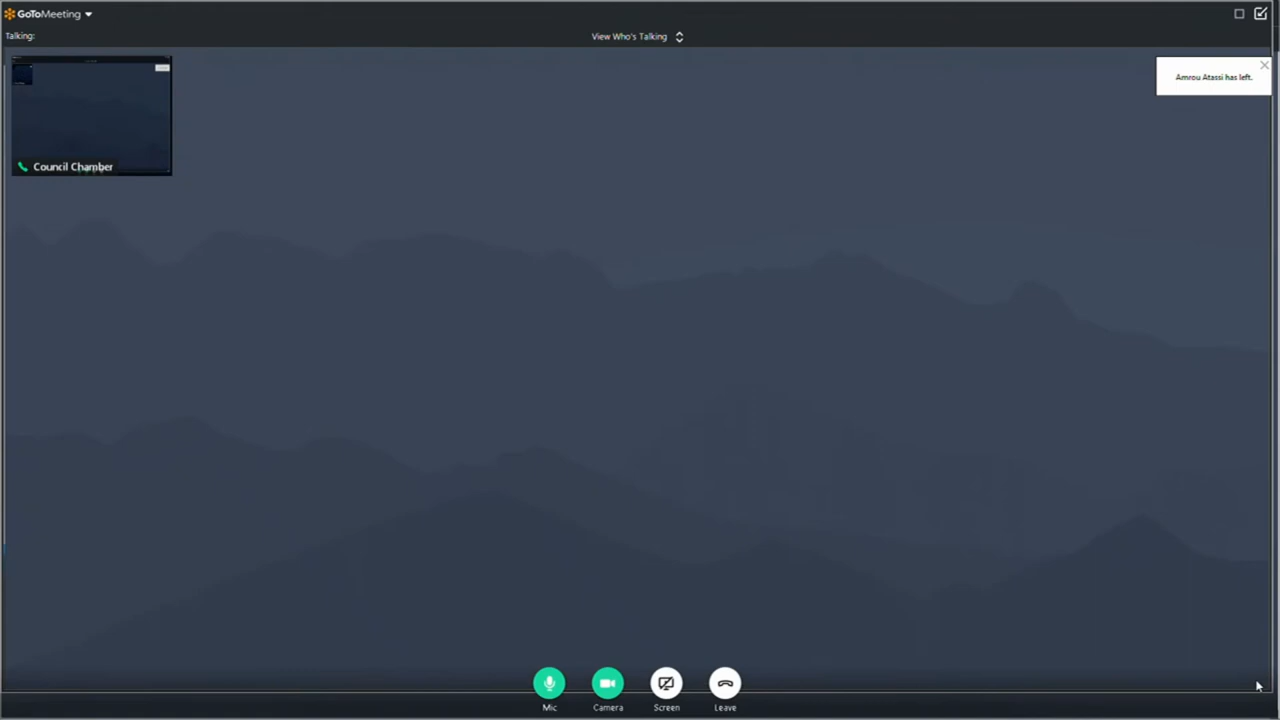 GoToMeeting
Talking:
View Who's Talking
Amrou Atassi has left.
Council Chamber
Mic
Camera
Screen
Leave